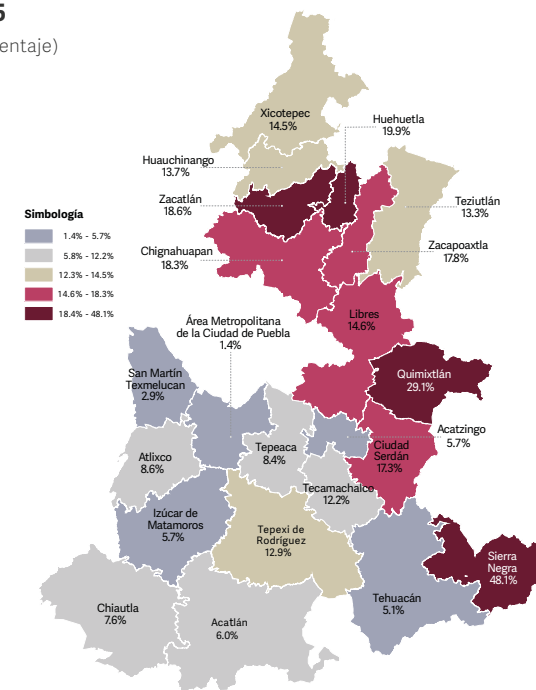 5
entaje)
Xicotepec
14.5%
Huehuetla
19.9%
Huauchinango
13.7%
Zacatlán
18.6%
Teziutlán
13.3%
Chignahuapan
18.3%
Zacapoaxtla
17.8%
Simbología
1.4% - 5.7%
5.8% - 12.2%
12.3% - 14.5%
14.6% - 18.3%
18.4% - 48.1%
Libres
14.6%
Área Metropolitana
de la Ciudad de Puebla
1.4%
San Martín
Texmelucan
2.9%
Quimixtlán
29.1%
Acatzingo
5.7%
Atlixco
8.6%
Tepeaca
8.4%
Ciudad
Serdán
17.3%
Tecamachalco
12.2%
Izúcar de
Matamoros
5.7%
Tepexi de
Rodríguez
12.9%
Sierra
Negra
48.1%
Tehuacán
5.1%
Chiautla
7.6%
Acatlán
6.0%